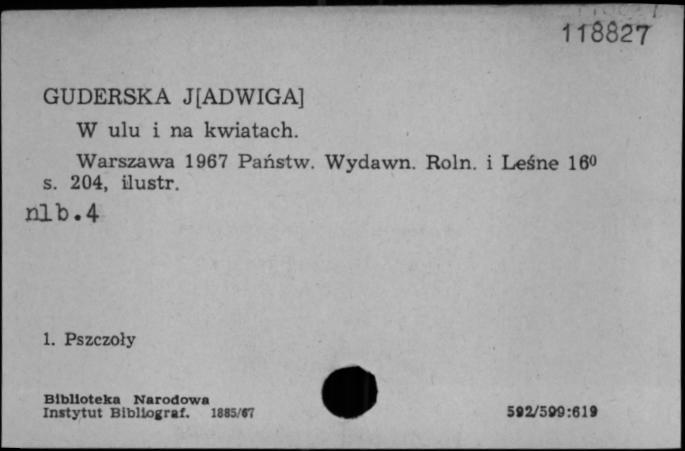 118827
GUDERSKA J[ADWIGA]
W ulu i na kwiatach.
Warszawa 1967 Państw. Wydawn. Roln. i Leśne 16⁰
s. 204, ilustr.
nlb.4
1. Pszczoły
Biblioteka Narodowa
Instytut Bibliograf. 1885/67
592/599:619